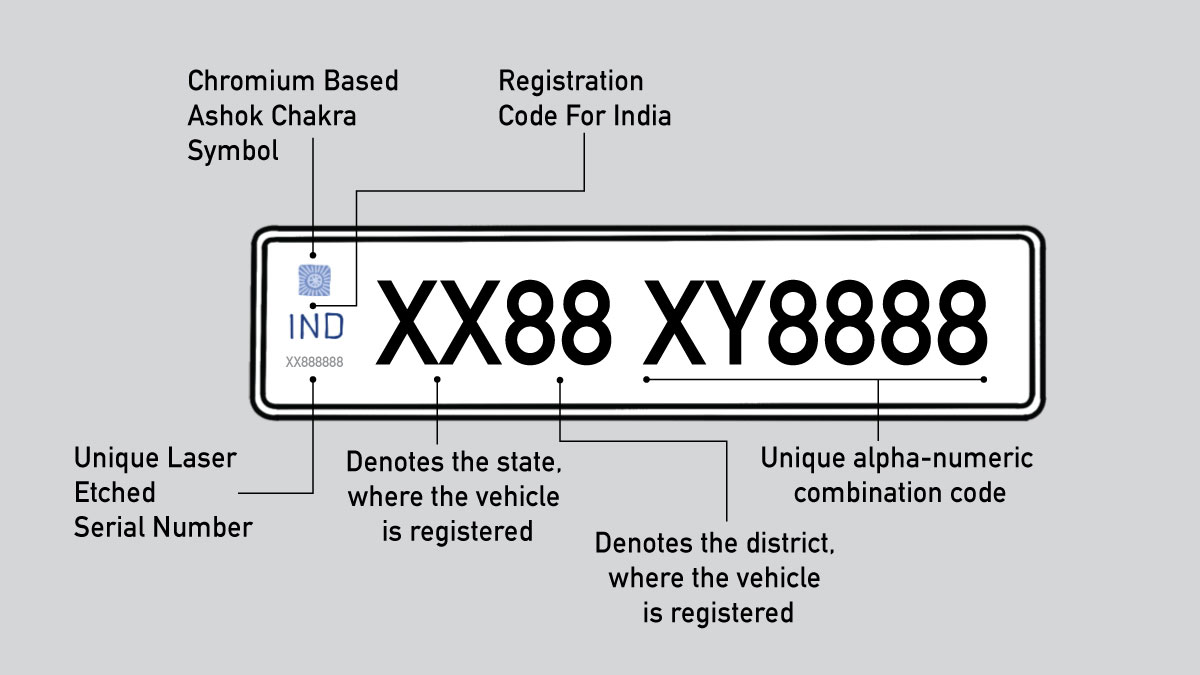 Chromium Based
Ashok Chakra
Symbol
Registration
Code For India
IND
XX888888
XX88 XY8888
Unique Laser
Etched
Serial Number
Denotes the state,
where the vehicle
is registered
Denotes the district,
where the vehicle
is registered
Unique alpha-numeric
combination code